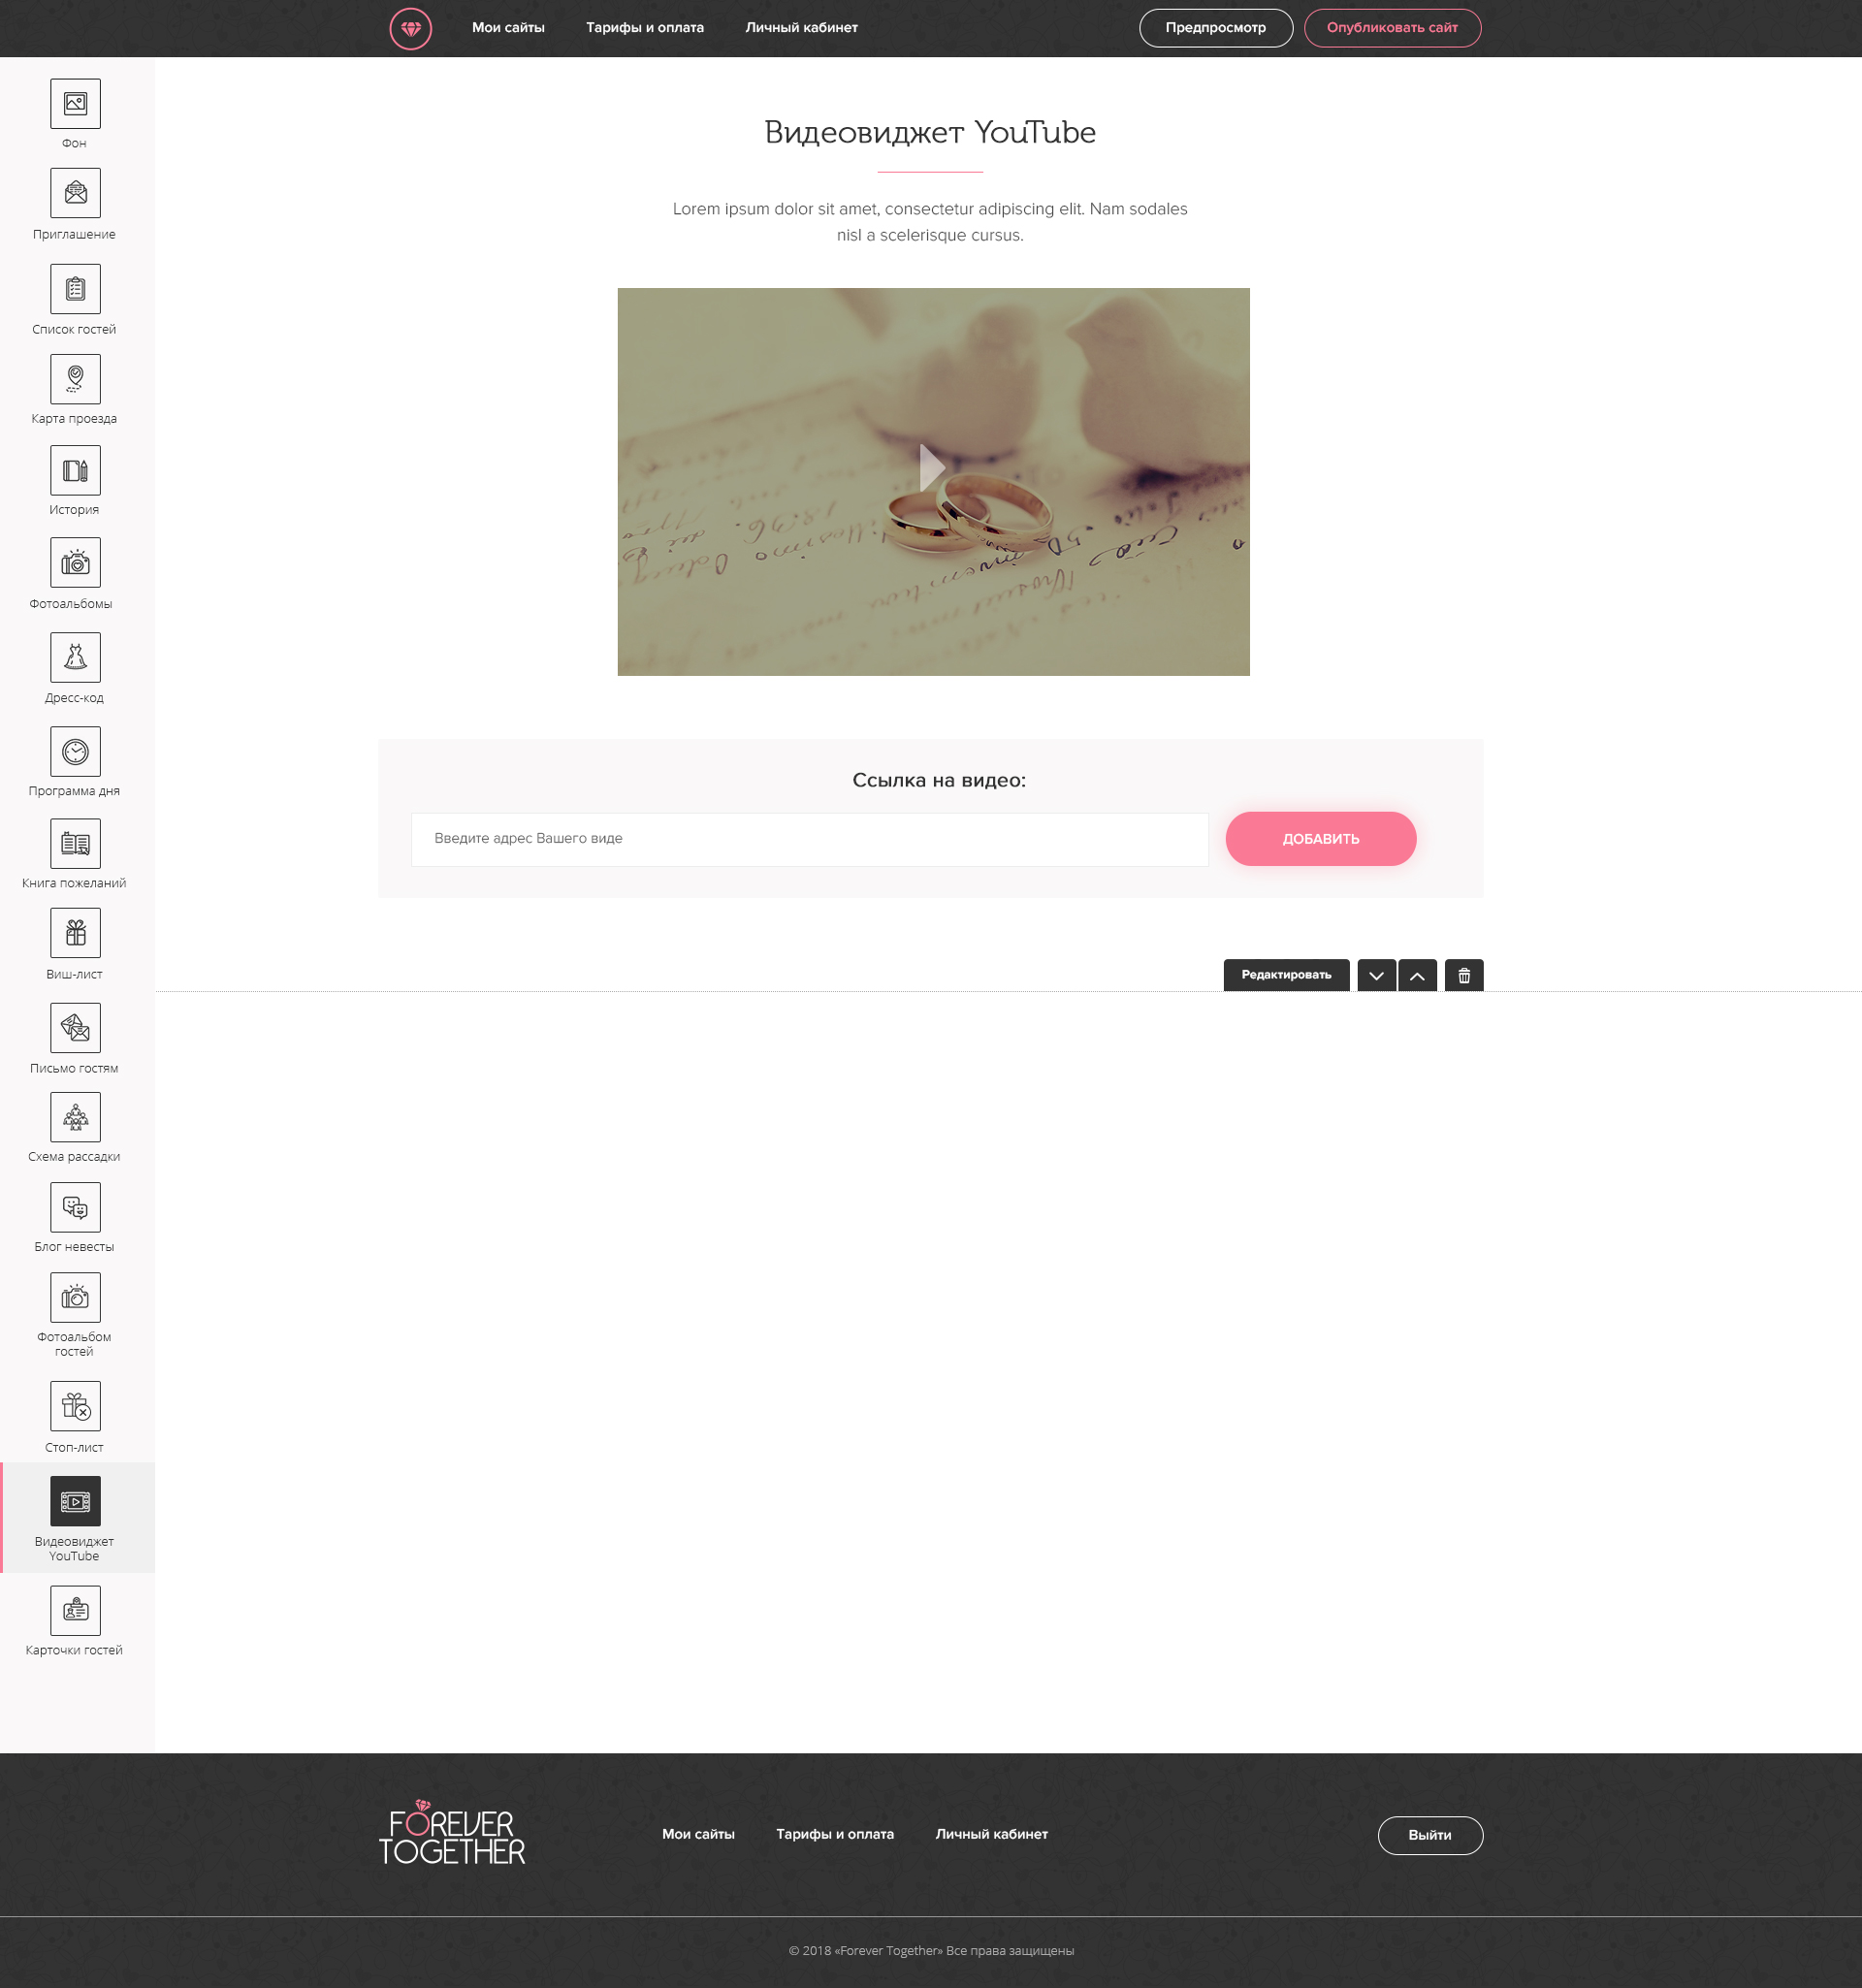 Мои сайты
Тарифы и оплата
Личный кабинет
Предпросмотр
Опубликовать сайт
Фон
Приглашение
Список гостей
Карта проезда
История
Фотоальбомы
Дресс-код
Программа дня
Книга пожеланий
Виш-лист
Письмо гостям
Схема рассадки
Блог невесты
Фотоальбом
гостей
Стоп-лист
Видеовиджет
YouTube
Карточки гостей
Видеовиджет YouTube
Lorem ipsum dolor sit amet, consectetur adipiscing elit. Nam sodales
nisl a scelerisque cursus.
Ссылка на видео:
Введите адрес Вашего виде
ДОБАВИТЬ
Редактировать
FOREVER
TOGETHER
Мои сайты
Тарифы и оплата
Личный кабинет
Выйти
© 2018 «Forever Together» Все права защищены